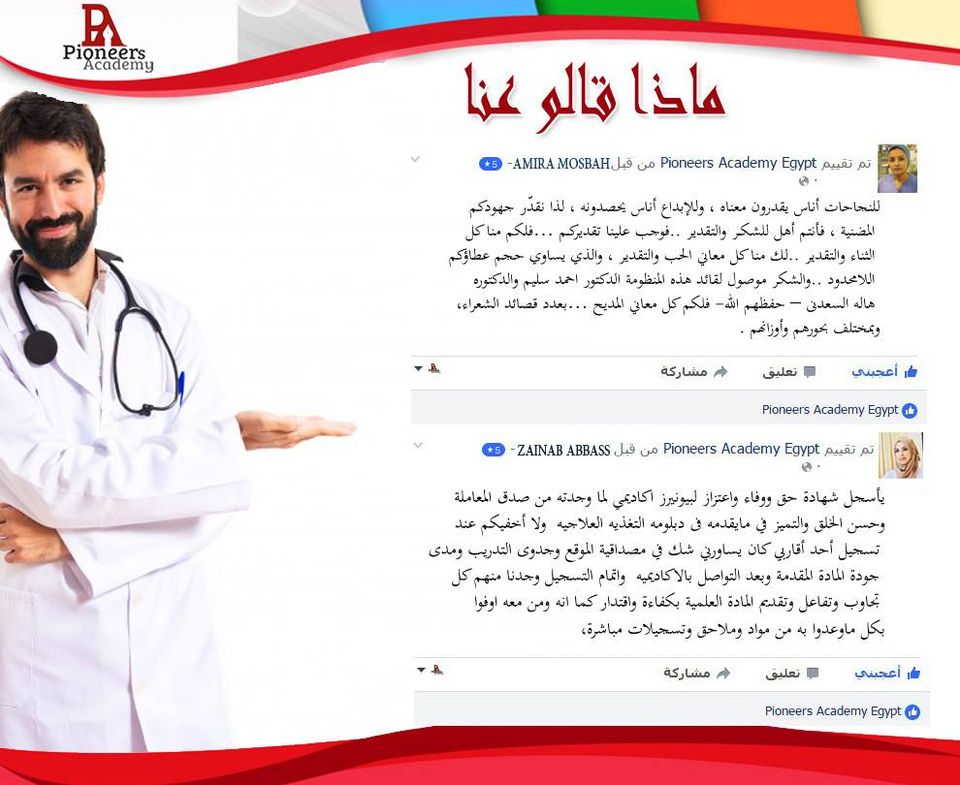 Pioneers
Academy
ماذا قالو عنا
تم تقييم Pioneers Academy Egypt من قبل AMIRA MOSBAH - 5★
للنجاحات أناس يقدرون معناه ، وللإبداع أناس يحصدونه ، لذا نقدّر جهودكم
المضنية ، فأنتم أهل للشكر والتقدير ..فوجب علينا تقديركم ...فلكم منا كل
الثناء والتقدير ..لك منا كل معاني الحب والتقدير ، والذي يساوي حجم عطاؤكم
اللامحدود ..والشكر موصول لقائد هذه المنظومة الدكتور احمد سليم والدكتوره
هاله السعدنى – حفظهم الله- فلكم كل معاني المديح ...بعدد قصائد الشعراء،
وبمختلف بحورهم وأوزانهم .
أعجبني تعليق مشاركة
Pioneers Academy Egypt
تم تقييم Pioneers Academy Egypt من قبل ZAINAB ABBASS - 5★
يأسجل شهادة حق ووفاء واعتزاز لبيونيرز اكاديمي لما وجدته من صدق المعاملة
وحسن الخلق والتميز في مايقدمه فى دبلومه التغذيه العلاجيه ولا أخفيكم عند
تسجيل أحد أقاربي كان يساورني شك في مصداقية الموقع وجدوى التدريب ومدى
جودة المادة المقدمة وبعد التواصل بالاكاديميه واتمام التسجيل وجدنا منهم كل
تجاوب وتفاعل وتقديم المادة العلمية بكفاءة واقتدار كما انه ومن معه اوفوا
بكل ماوعدوا به من مواد وملاحق وتسجيلات مباشرة،
أعجبني تعليق مشاركة
Pioneers Academy Egypt